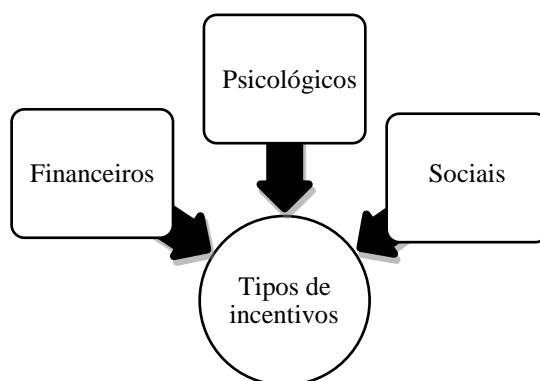 Psicológicos
Financeiros
Sociais
Tipos de
incentivos